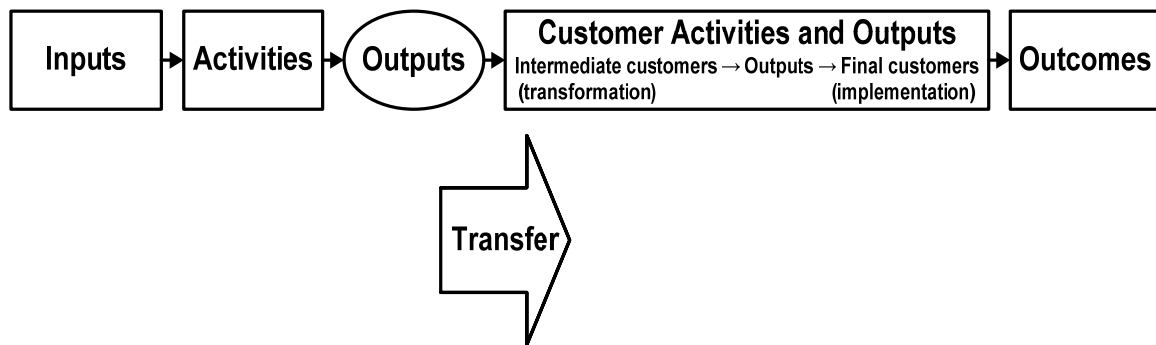 Inputs
Activities
Outputs
Customer Activities and Outputs
Intermediate customers → Outputs → Final customers
(transformation) (implementation)
Outcomes
Transfer